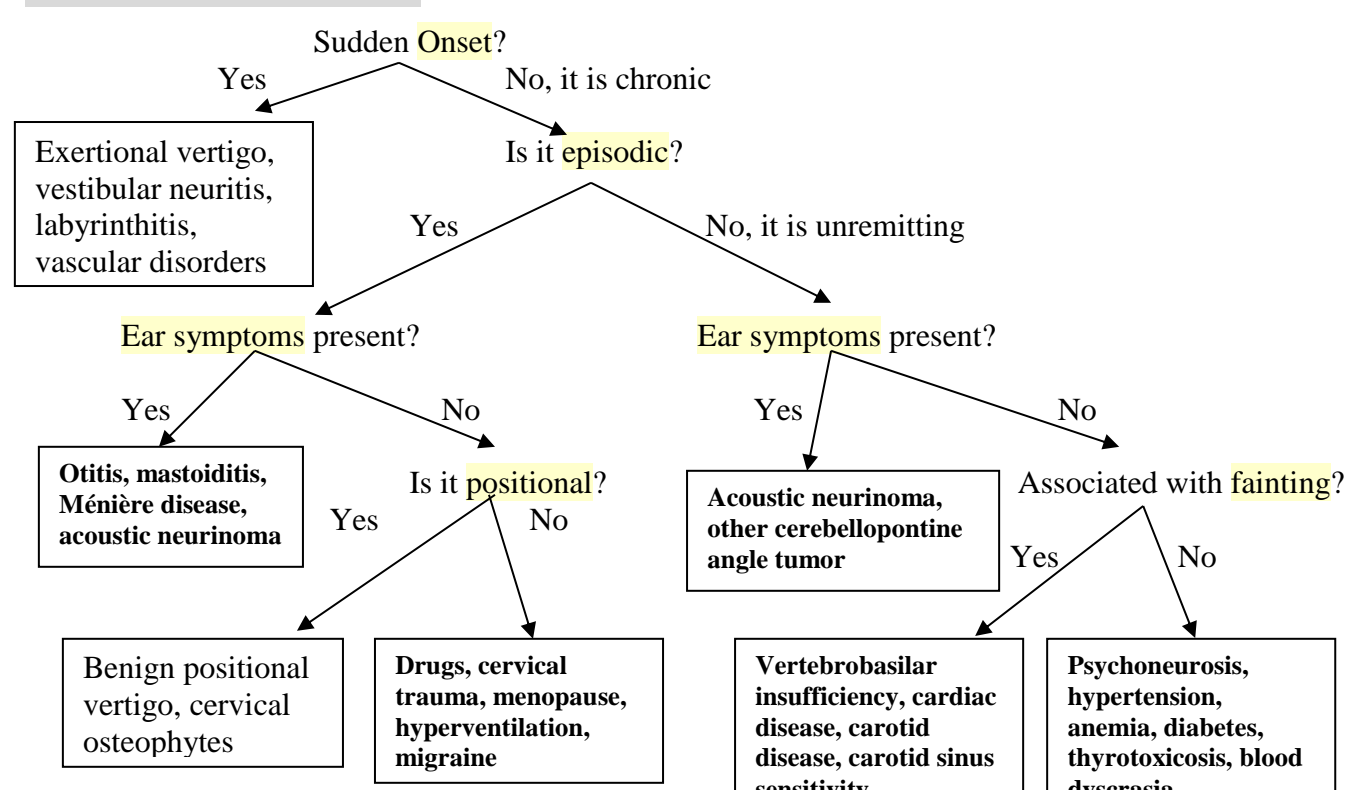 Sudden Onset?
Yes
No, it is chronic
Exertional vertigo,
vestibular neuritis,
labyrinthitis,
vascular disorders
Is it episodic?
Yes
No, it is unremitting
Ear symptoms present?
Ear symptoms present?
Yes
No
Yes
No
Otitis, mastoiditis,
Ménière disease,
acoustic neurinoma
Is it positional?
Yes
No
Acoustic neurinoma,
other cerebellopontine
angle tumor
Associated with fainting?
Yes
No
Benign positional
vertigo, cervical
osteophytes
Drugs, cervical
trauma, menopause,
hyperventilation,
migraine
Vertebrobasilar
insufficiency, cardiac
disease, carotid
disease, carotid sinus
sensitivity
Psychoneurosis,
hypertension,
anemia, diabetes,
thyrotoxicosis, blood
dyscrasia